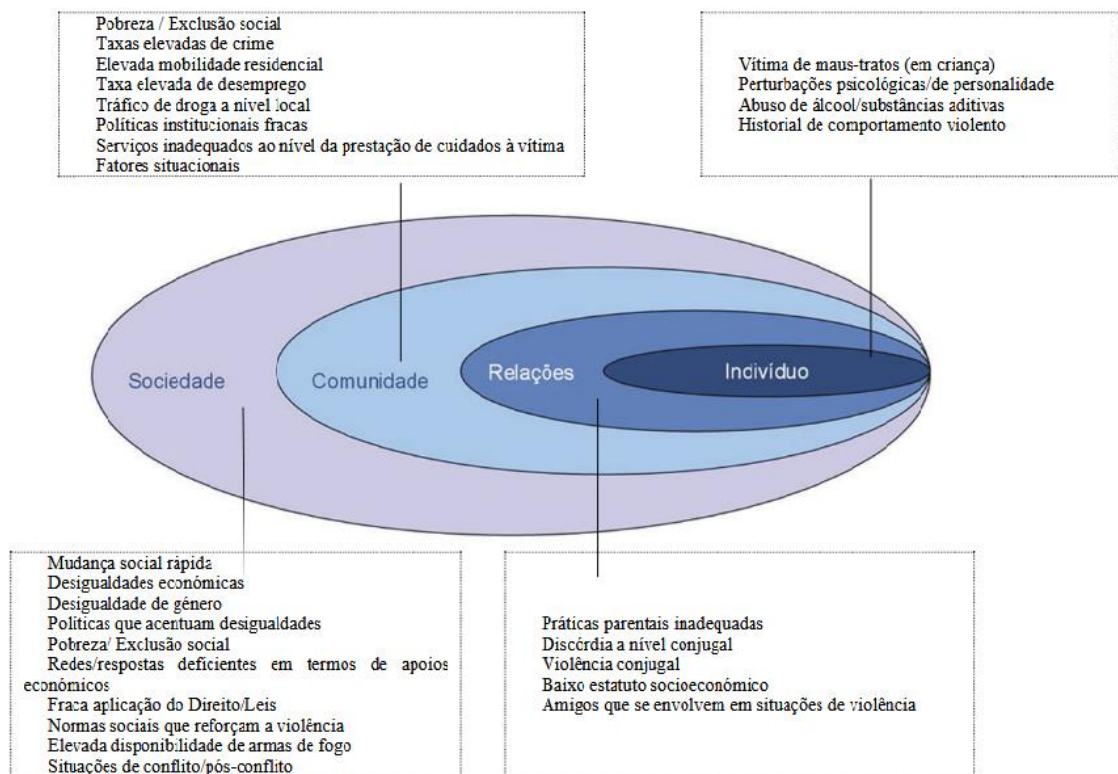 Pobreza / Exclusão social
Taxas elevadas de crime
Elevada mobilidade residencial
Taxa elevada de desemprego
Tráfico de droga a nível local
Políticas institucionais fracas
Serviços inadequados ao nível da prestação de cuidados à vítima
Fatores situacionais
Vítima de maus-tratos (em criança)
Perturbações psicológicas/de personalidade
Abuso de álcool/substâncias aditivas
Historial de comportamento violento
Sociedade
Comunidade
Relações
Indivíduo
Mudança social rápida
Desigualdades económicas
Desigualdade de género
Políticas que acentuam desigualdades
Pobreza/ Exclusão social
Redes/respostas deficientes em termos de apoios
económicos
Fraca aplicação do Direito/Leis
Normas sociais que reforçam a violência
Elevada disponibilidade de armas de fogo
Situações de conflito/pós-conflito
Práticas parentais inadequadas
Discórdia a nível conjugal
Violência conjugal
Baixo estatuto socioeconómico
Amigos que se envolvem em situações de violência